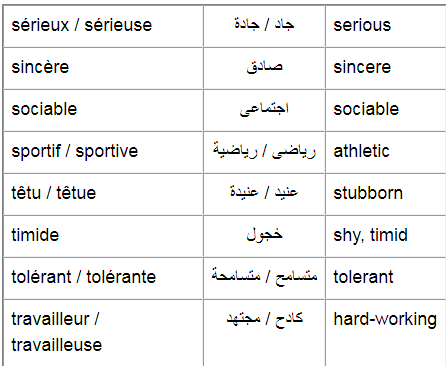 sérieux / sérieuse جاد / جادة serious
sincère صادق sincere
sociable اجتماعى sociable
sportif / sportive رياضى / رياضية athletic
têtu / têtue عنيد / عنيدة stubborn
timide خجول shy, timid
tolérant / tolérante متسامح / متسامحة tolerant
travailleur / كادح / مجتهد hard-working
travailleuse